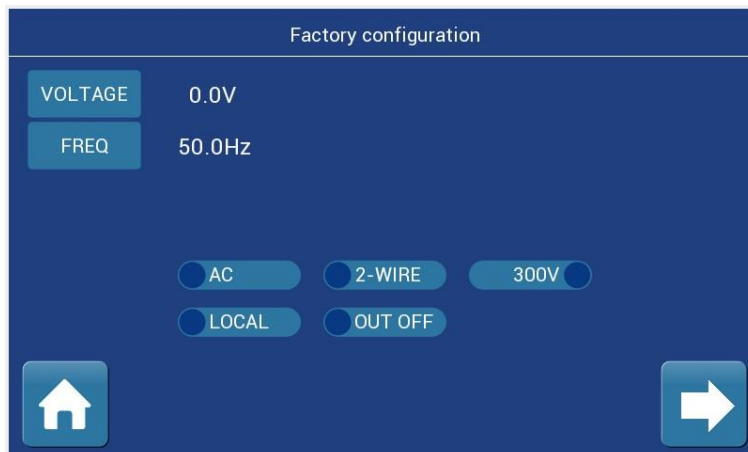 Factory configuration
VOLTAGE 0.0V
FREQ 50.0Hz
AC 2-WIRE 300V
LOCAL OUT OFF